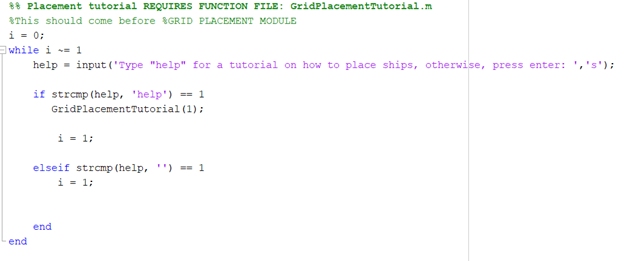 %% Placement tutorial REQUIRES FUNCTION FILE: GridPlacementTutorial.m
%This should come before %GRID PLACEMENT MODULE
i = 0;
while i ~= 1
help = input('Type "help" for a tutorial on how to place ships, otherwise, press enter: ','s');
if strcmp(help, 'help') == 1
GridPlacementTutorial(1);
i = 1;
elseif strcmp(help, '') == 1
i = 1;
end
end